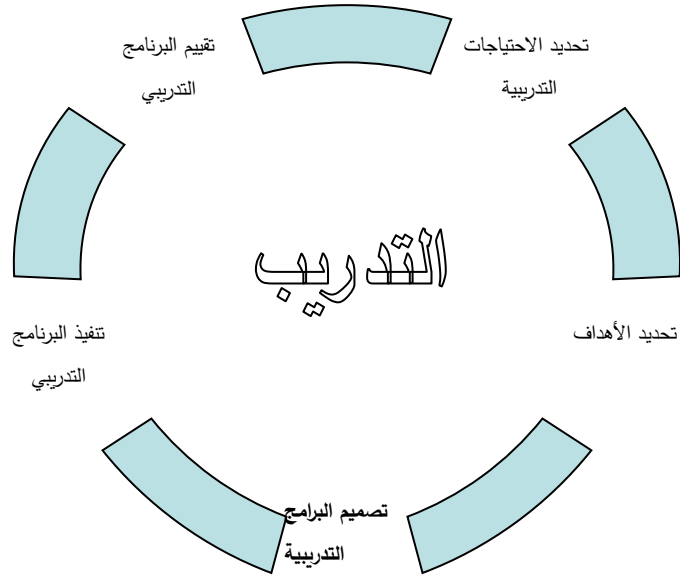 تحديد الاحتياجات
التدريبية
تقييم البرنامج
التدريبي
التدريب
تحديد الأهداف
تنفيذ البرنامج
التدريبي
تصميم البرامج
التدريبية